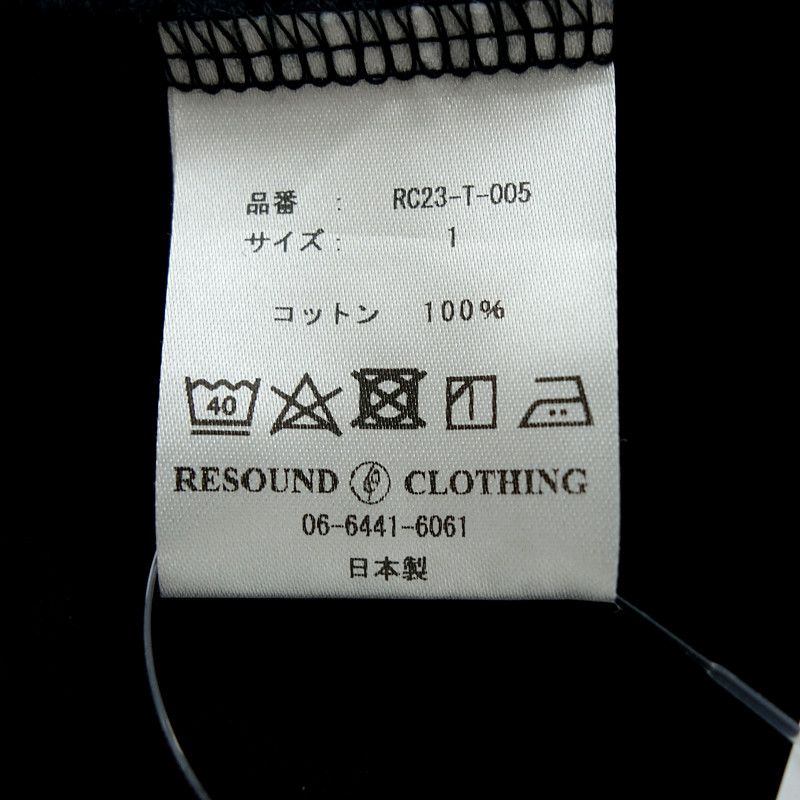 品番 : RC23-T-005
サイズ: 1
コットン 100%
40
RESOUND CLOTHING
06-6441-6061
日本製